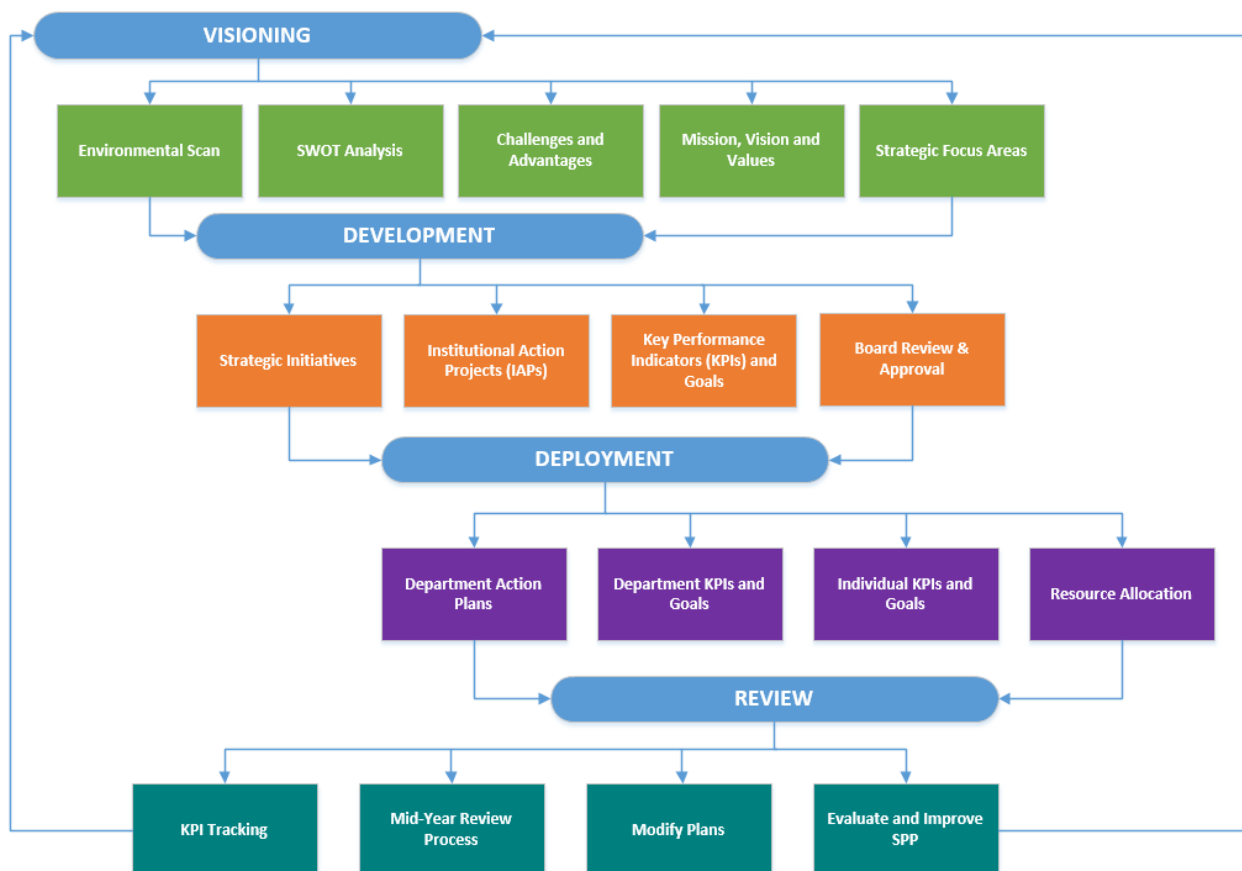 VISIONING
Environmental Scan
SWOT Analysis
Challenges and
Advantages
Mission, Vision and
Values
Strategic Focus Areas
DEVELOPMENT
Strategic Initiatives
Institutional Action
Projects (IAPs)
Key Performance
Indicators (KPIs) and
Goals
Board Review &
Approval
DEPLOYMENT
Department Action
Plans
Department KPIs and
Goals
Individual KPIs and
Goals
Resource Allocation
REVIEW
KPI Tracking
Mid-Year Review
Process
Modify Plans
Evaluate and Improve
SPP